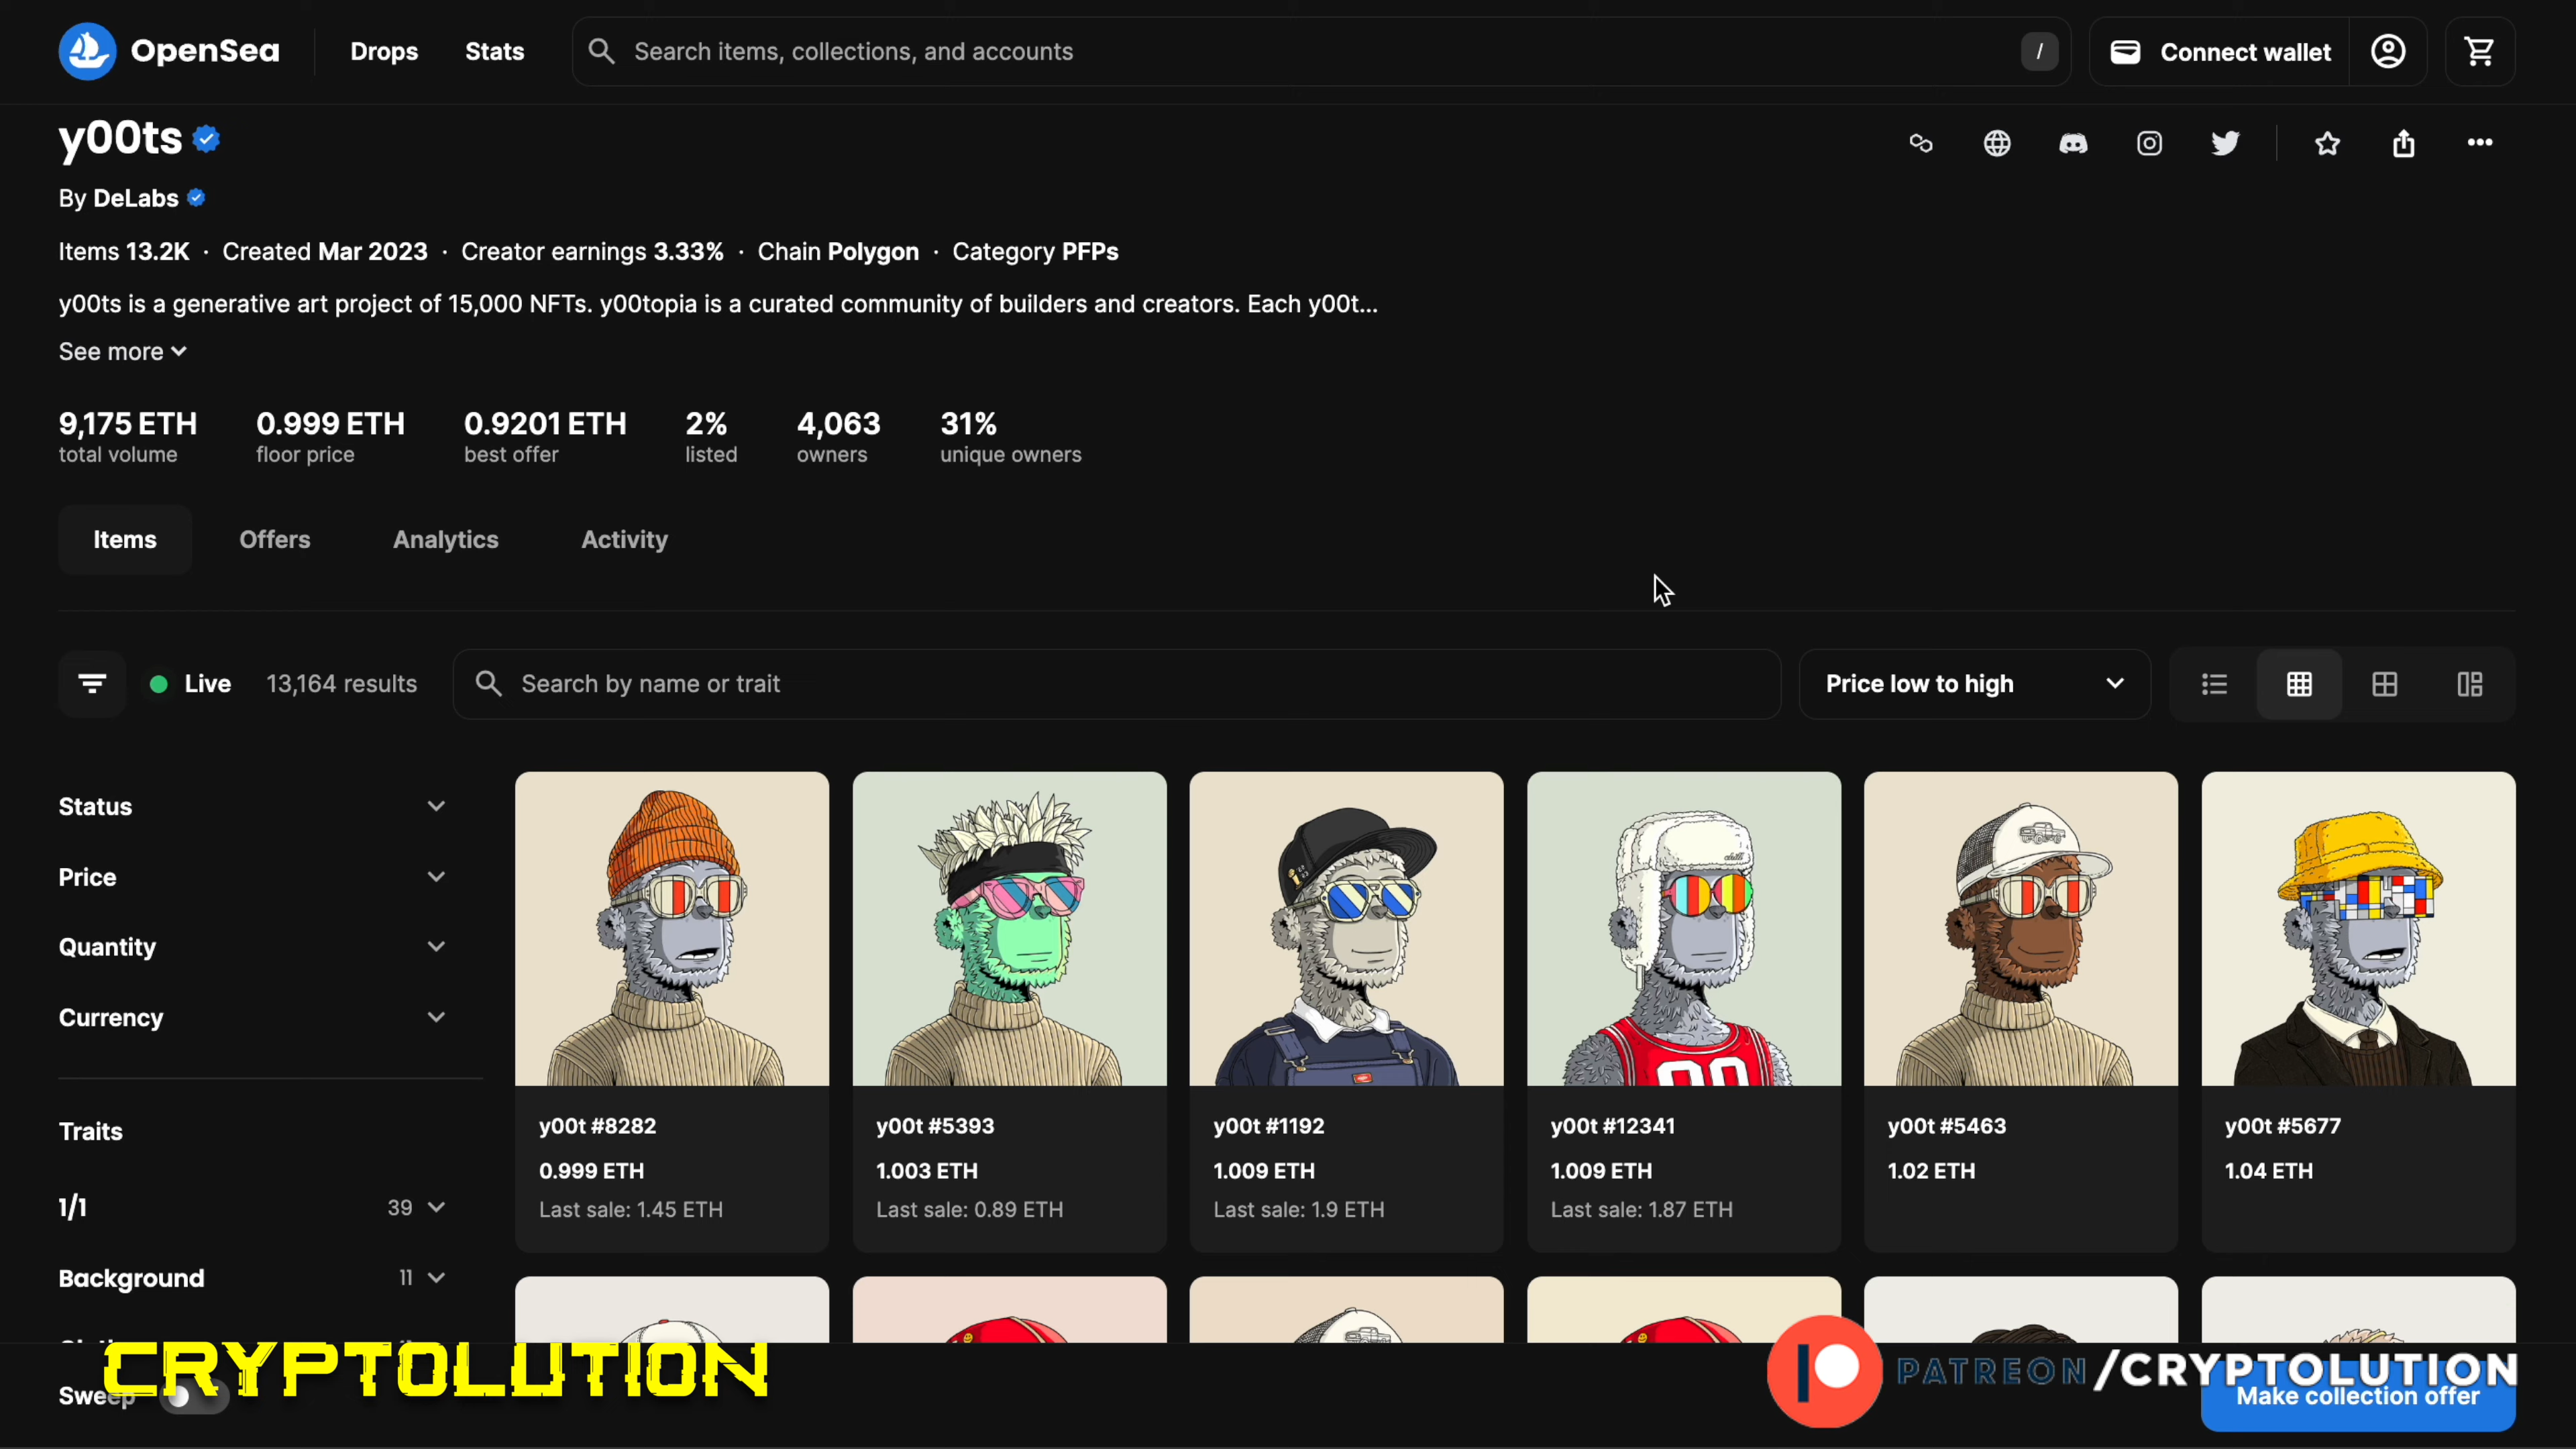 OpenSea
Drops
Stats
Search items, collections, and accounts
/
Connect wallet
y00ts
By DeLabs
Items 13.2K · Created Mar 2023 · Creator earnings 3.33% · Chain Polygon · Category PFPs
y00ts is a generative art project of 15,000 NFTs. y00topia is a curated community of builders and creators. Each y00t...
See more
9,175 ETH
total volume
0.999 ETH
floor price
0.9201 ETH
best offer
2%
listed
4,063
owners
31%
unique owners
Items
Offers
Analytics
Activity
Live
13,164 results
Search by name or trait
Price low to high
Status
Price
Quantity
Currency
Traits
1/1 39
Background 11
chill
00
y00t #8282
0.999 ETH
Last sale: 1.45 ETH
y00t #5393
1.003 ETH
Last sale: 0.89 ETH
y00t #1192
1.009 ETH
Last sale: 1.9 ETH
y00t #12341
1.009 ETH
Last sale: 1.87 ETH
y00t #5463
1.02 ETH
y00t #5677
1.04 ETH
CRYPTOLUTION
Sweep
PATREON/CRYPTOLUTION
Make collection offer